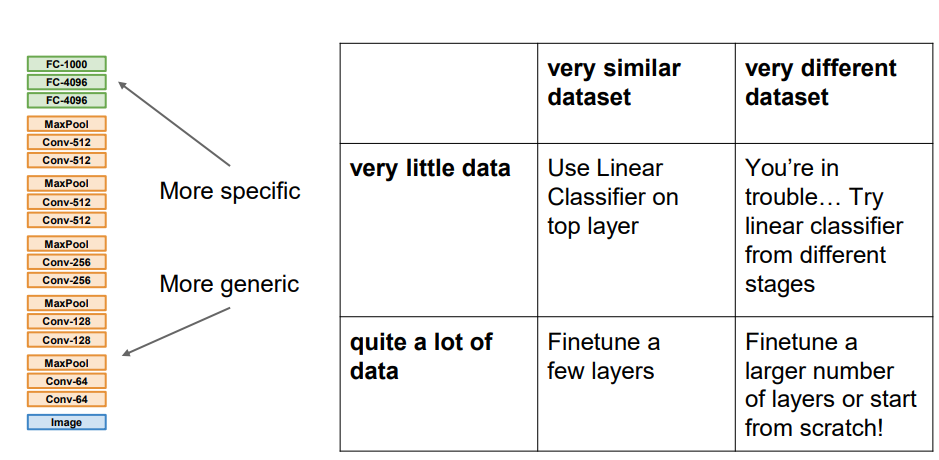 FC-1000
FC-4096
FC-4096
MaxPool
Conv-512
Conv-512
MaxPool
Conv-512
Conv-512
MaxPool
Conv-256
Conv-256
MaxPool
Conv-128
Conv-128
MaxPool
Conv-64
Conv-64
Image
More specific
More generic
very similar
dataset
very different
dataset
very little data
Use Linear
Classifier on
top layer
You’re in
trouble… Try
linear classifier
from different
stages
quite a lot of
data
Finetune a
few layers
Finetune a
larger number
of layers or start
from scratch!